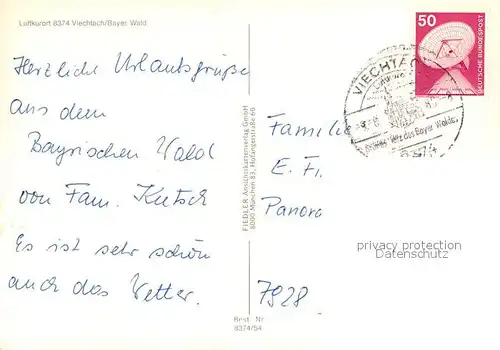 Luftkurort 8374 Viechtach/Bayer. Wald
Herzliche Urlaubsgrüße
aus dem
Bayrischen Wald
von Fam. Kutsch
Es ist sehr schön
auch das Wetter.
FIEDLER Ansichtskartenverlag GmbH
8000 München 83, Hofangerstraße 60
Best. Nr.
8374/54
50
DEUTSCHE BUNDESPOST
VIECHTACH
Herz des Bayer. Waldes
Familie
E. Fi.
Panora
7928
privacy protection
Datenschutz